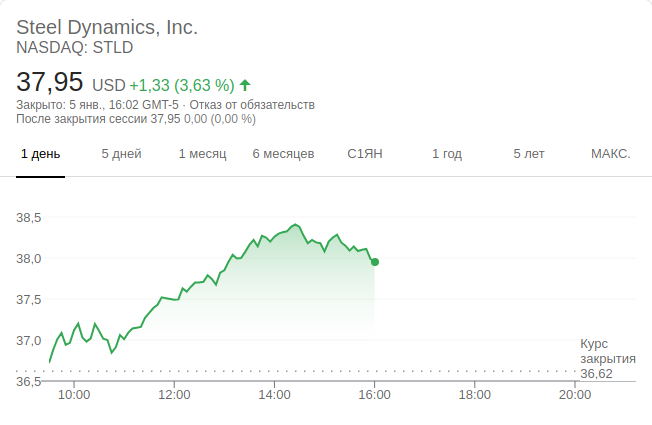 Steel Dynamics, Inc.
NASDAQ: STLD
37,95 USD +1,33 (3,63 %)
Закрыто: 5 янв., 16:02 GMT-5 · Отказ от обязательств
После закрытия сессии 37,95 0,00 (0,00 %)
1 день 5 дней 1 месяц 6 месяцев С1ЯН 1 год 5 лет МАКС.
38,5
38,0
37,5
37,0
Курс
закрытия
36,62
36,5
10:00 12:00 14:00 16:00 18:00 20:00